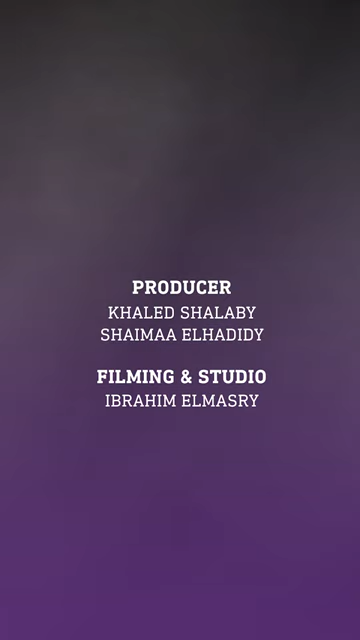 PRODUCER
KHALED SHALABY
SHAIMAA ELHADIDY
FILMING & STUDIO
IBRAHIM ELMASRY